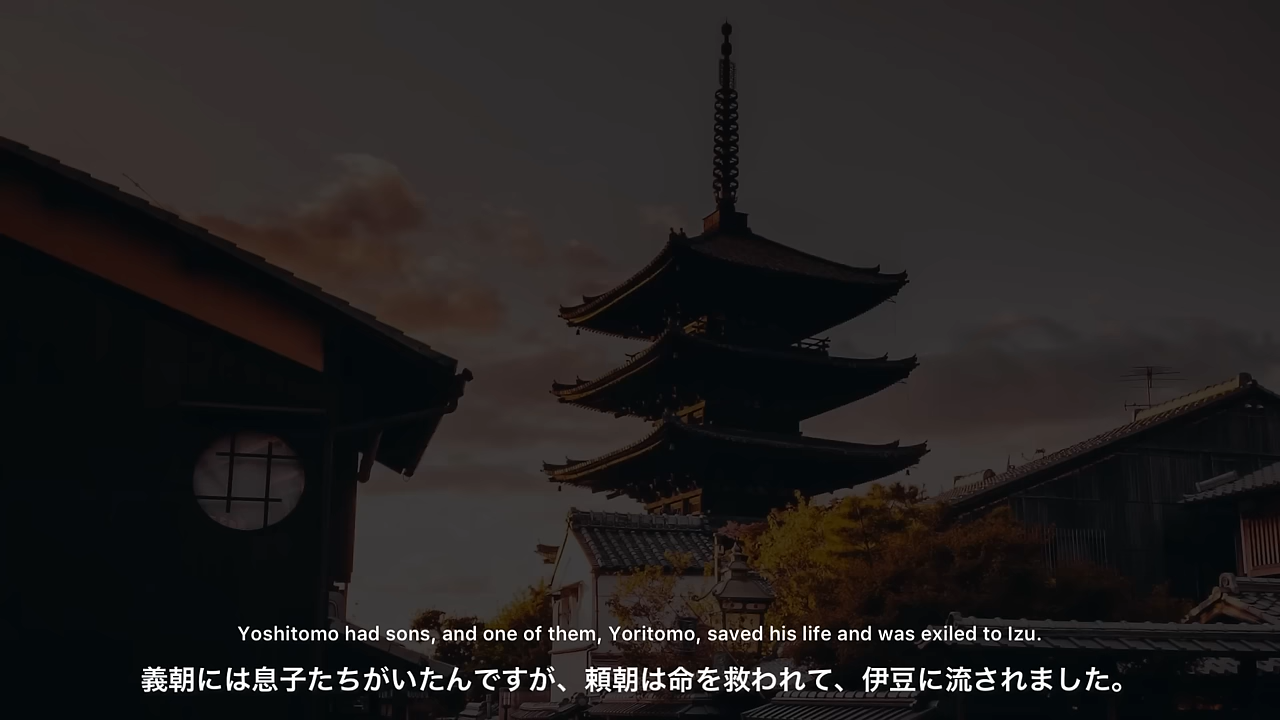 Yoshitomo had sons, and one of them, Yoritomo, saved his life and was exiled to Izu.
義朝には息子たちがいたんですが、頼朝は命を救われて、伊豆に流されました。